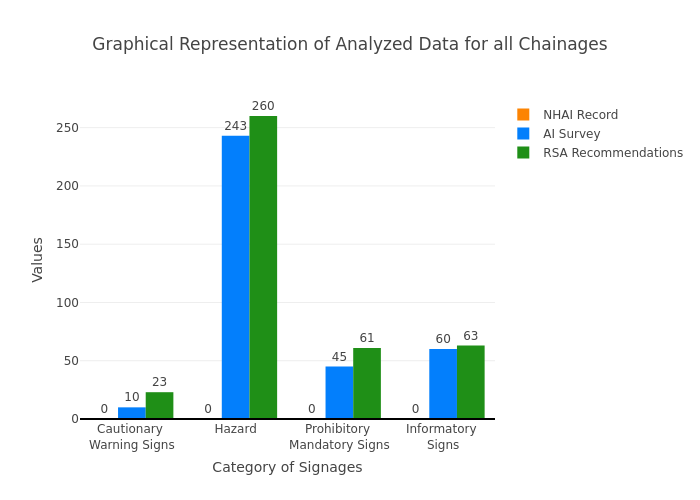 Graphical Representation of Analyzed Data for all Chainages
NHAI Record
AI Survey
RSA Recommendations
Values
250
200
150
100
50
0
0
10
23
0
243
260
0
45
61
0
60
63
Cautionary
Warning Signs
Hazard
Prohibitory
Mandatory Signs
Informatory
Signs
Category of Signages